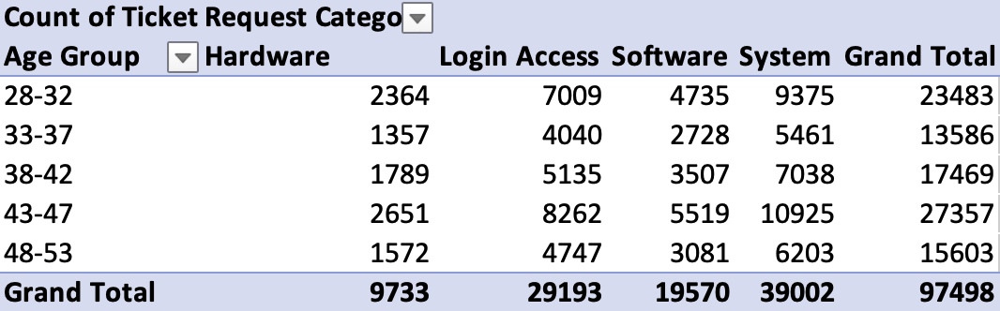 Count of Ticket Request Catego
Age Group Hardware Login Access Software System Grand Total
28-32 2364 7009 4735 9375 23483
33-37 1357 4040 2728 5461 13586
38-42 1789 5135 3507 7038 17469
43-47 2651 8262 5519 10925 27357
48-53 1572 4747 3081 6203 15603
Grand Total 9733 29193 19570 39002 97498